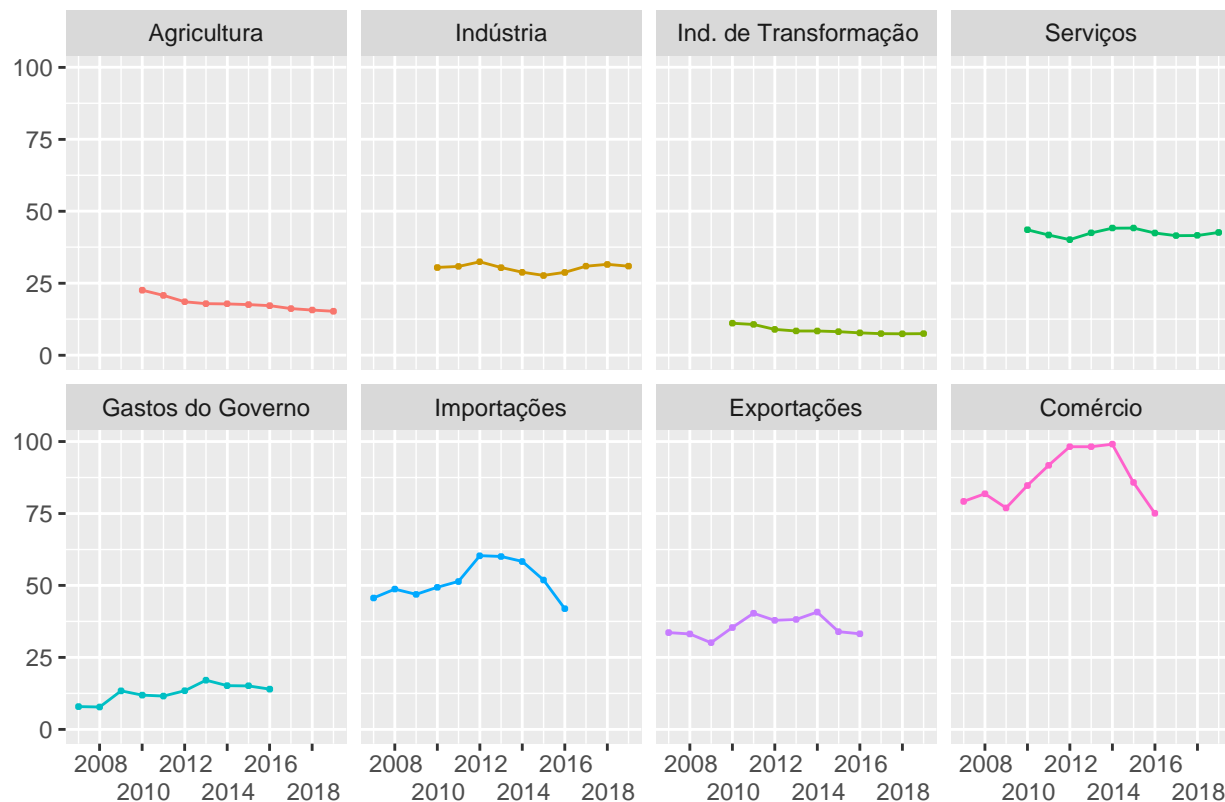 Agricultura
Indústria
Ind. de Transformação
Serviços
100
75
50
25
0
Gastos do Governo
Importações
Exportações
Comércio
100
75
50
25
0
2008 2012 2016 2008 2012 2016 2008 2012 2016 2008 2012 2016
2010 2014 2018 2010 2014 2018 2010 2014 2018 2010 2014 2018